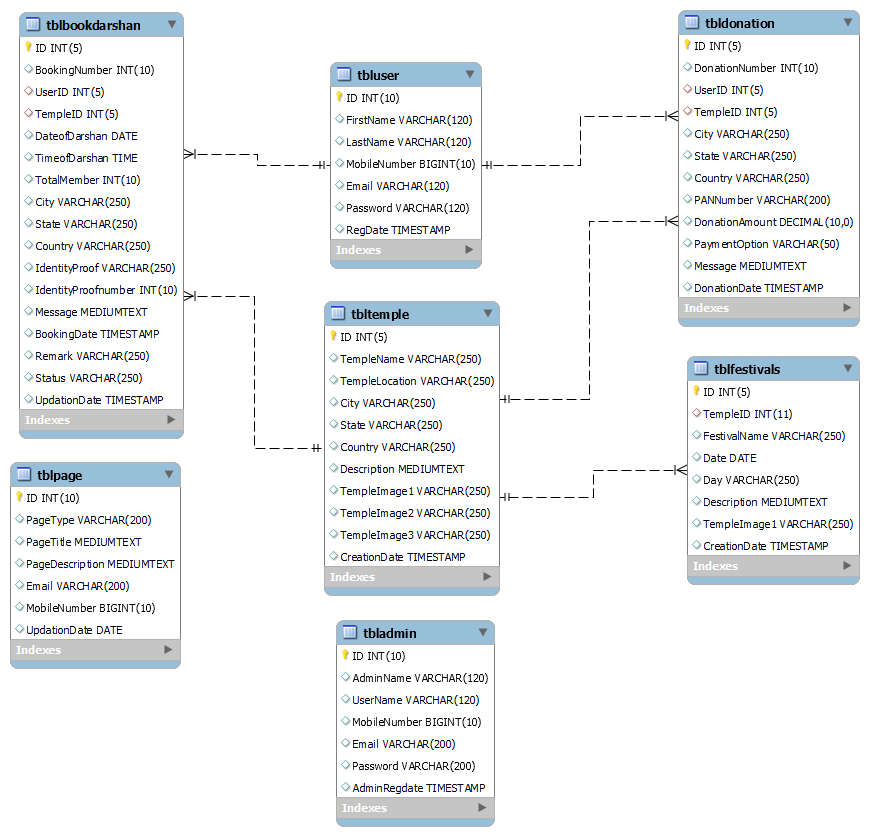 tblbookdarshan
ID INT(5)
BookingNumber INT(10)
UserID INT(5)
TempleID INT(5)
DateofDarshan DATE
TimeofDarshan TIME
TotalMember INT(10)
City VARCHAR(250)
State VARCHAR(250)
Country VARCHAR(250)
IdentityProof VARCHAR(250)
IdentityProofnumber INT(10)
Message MEDIUMTEXT
BookingDate TIMESTAMP
Remark VARCHAR(250)
Status VARCHAR(250)
UpdationDate TIMESTAMP
Indexes
tbluser
ID INT(10)
FirstName VARCHAR(120)
LastName VARCHAR(120)
MobileNumber BIGINT(10)
Email VARCHAR(120)
Password VARCHAR(120)
RegDate TIMESTAMP
Indexes
tbldonation
ID INT(5)
DonationNumber INT(10)
UserID INT(5)
TempleID INT(5)
City VARCHAR(250)
State VARCHAR(250)
Country VARCHAR(250)
PANNumber VARCHAR(200)
DonationAmount DECIMAL(10,0)
PaymentOption VARCHAR(50)
Message MEDIUMTEXT
DonationDate TIMESTAMP
Indexes
tbltemple
ID INT(5)
TempleName VARCHAR(250)
TempleLocation VARCHAR(250)
City VARCHAR(250)
State VARCHAR(250)
Country VARCHAR(250)
Description MEDIUMTEXT
TempleImage1 VARCHAR(250)
TempleImage2 VARCHAR(250)
TempleImage3 VARCHAR(250)
CreationDate TIMESTAMP
Indexes
tblfestivals
ID INT(5)
TempleID INT(11)
FestivalName VARCHAR(250)
Date DATE
Day VARCHAR(250)
Description MEDIUMTEXT
TempleImage1 VARCHAR(250)
CreationDate TIMESTAMP
Indexes
tblpage
ID INT(10)
PageType VARCHAR(200)
PageTitle MEDIUMTEXT
PageDescription MEDIUMTEXT
Email VARCHAR(200)
MobileNumber BIGINT(10)
UpdationDate DATE
Indexes
tbladmin
ID INT(10)
AdminName VARCHAR(120)
UserName VARCHAR(120)
MobileNumber BIGINT(10)
Email VARCHAR(200)
Password VARCHAR(200)
AdminRegdate TIMESTAMP
Indexes